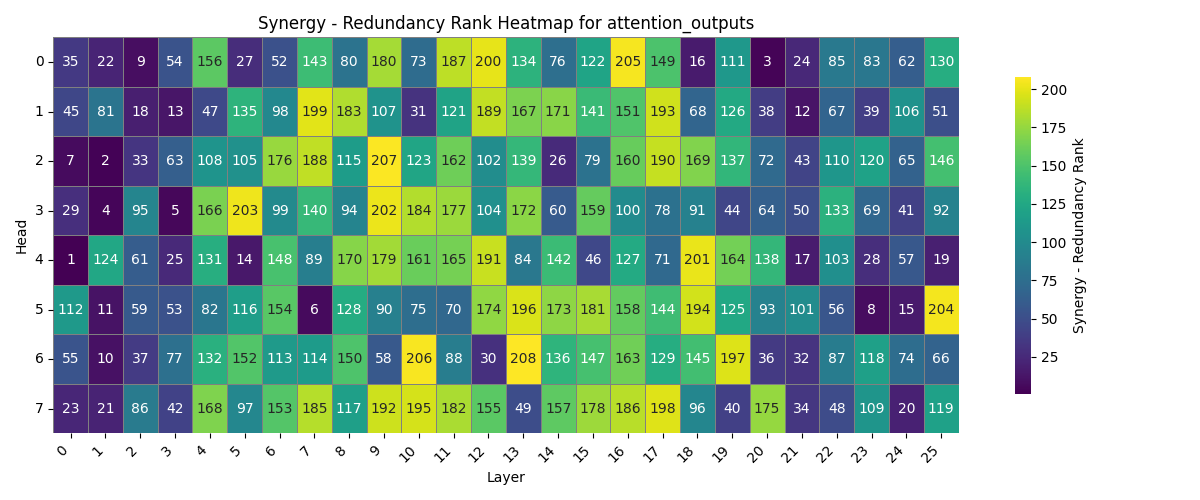 Synergy - Redundancy Rank Heatmap for attention_outputs
0 35 22 9 54 156 27 52 143 80 180 73 187 200 134 76 122 205 149 16 111 3 24 85 83 62 130
1 45 81 18 13 47 135 98 199 183 107 31 121 189 167 171 141 151 193 68 126 38 12 67 39 106 51
2 7 2 33 63 108 105 176 188 115 207 123 162 102 139 26 79 160 190 169 137 72 43 110 120 65 146
3 29 4 95 5 166 203 99 140 94 202 184 177 104 172 60 159 100 78 91 44 64 50 133 69 41 92
4 1 124 61 25 131 14 148 89 170 179 161 165 191 84 142 46 127 71 201 164 138 17 103 28 57 19
5 112 11 59 53 82 116 154 6 128 90 75 70 174 196 173 181 158 144 194 125 93 101 56 8 15 204
6 55 10 37 77 132 152 113 114 150 58 206 88 30 208 136 147 163 129 145 197 36 32 87 118 74 66
7 23 21 86 42 168 97 153 185 117 192 195 182 155 49 157 178 186 198 96 40 175 34 48 109 20 119
0 1 2 3 4 5 6 7 8 9 10 11 12 13 14 15 16 17 18 19 20 21 22 23 24 25
Layer
Head
200
175
150
125
100
75
50
25
Synergy - Redundancy Rank